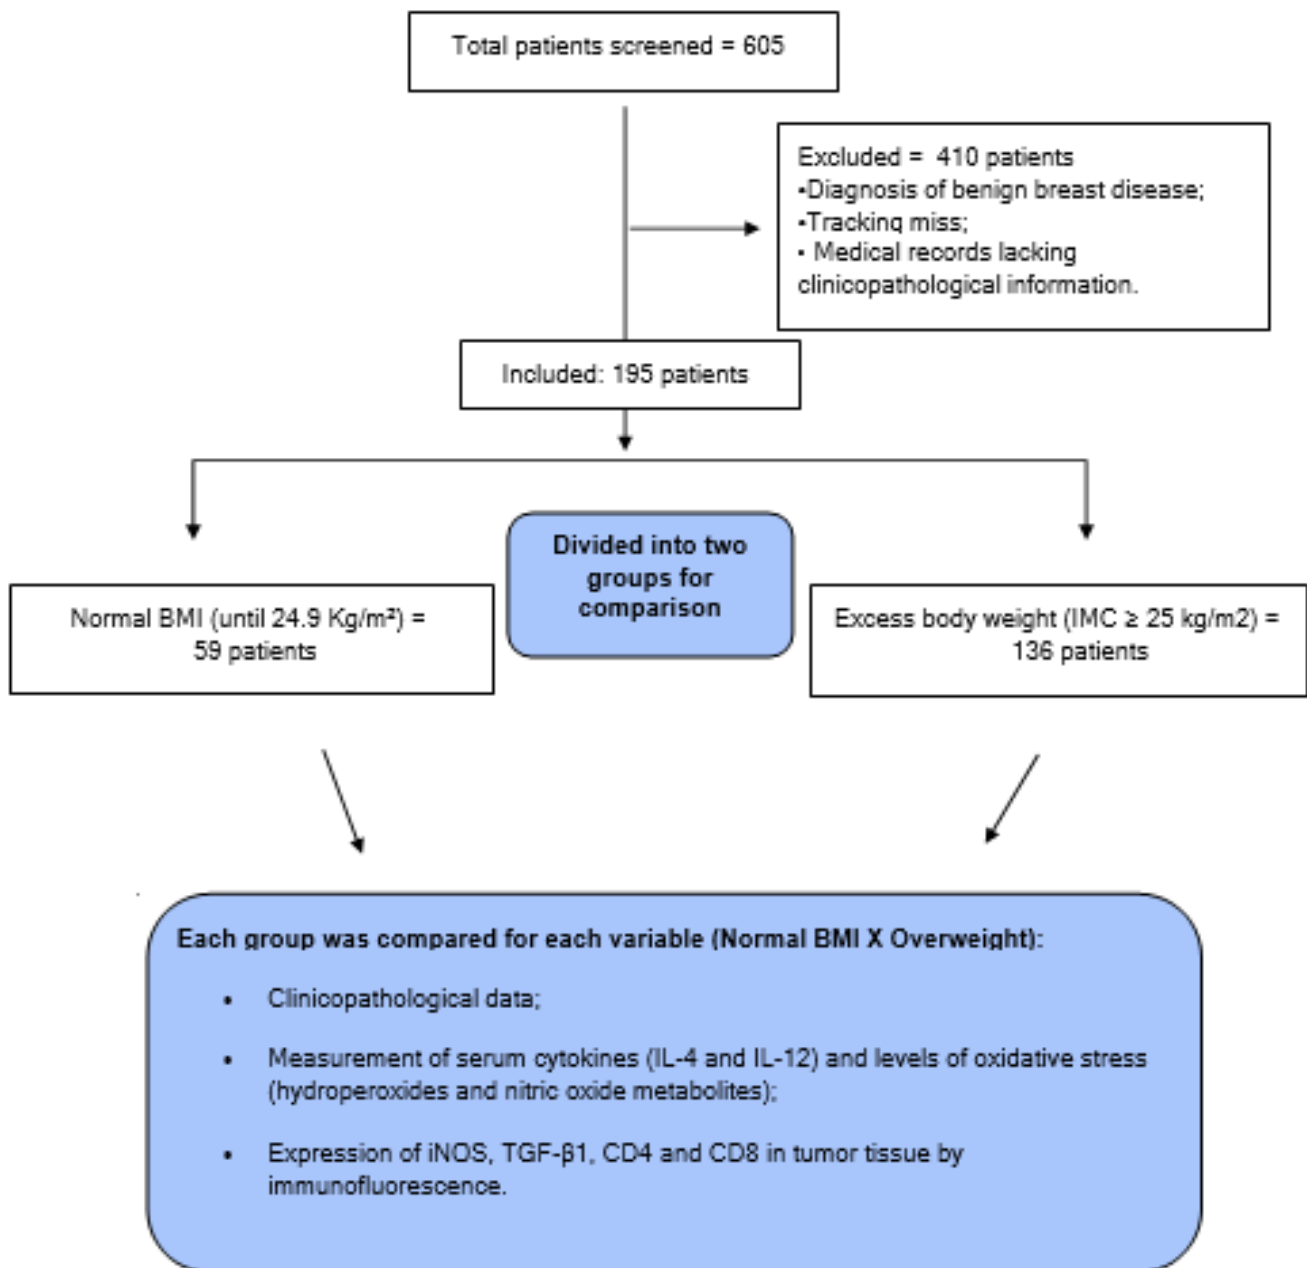 Total patients screened = 605
Excluded = 410 patients
•Diagnosis of benign breast disease;
•Tracking miss;
• Medical records lacking
clinicopathological information.
Included: 195 patients
Divided into two
groups for
comparison
Normal BMI (until 24.9 Kg/m²) =
59 patients
Excess body weight (IMC ≥ 25 kg/m2) =
136 patients
Each group was compared for each variable (Normal BMI X Overweight):
• Clinicopathological data;
• Measurement of serum cytokines (IL-4 and IL-12) and levels of oxidative stress
(hydroperoxides and nitric oxide metabolites);
• Expression of iNOS, TGF-β1, CD4 and CD8 in tumor tissue by
immunofluorescence.